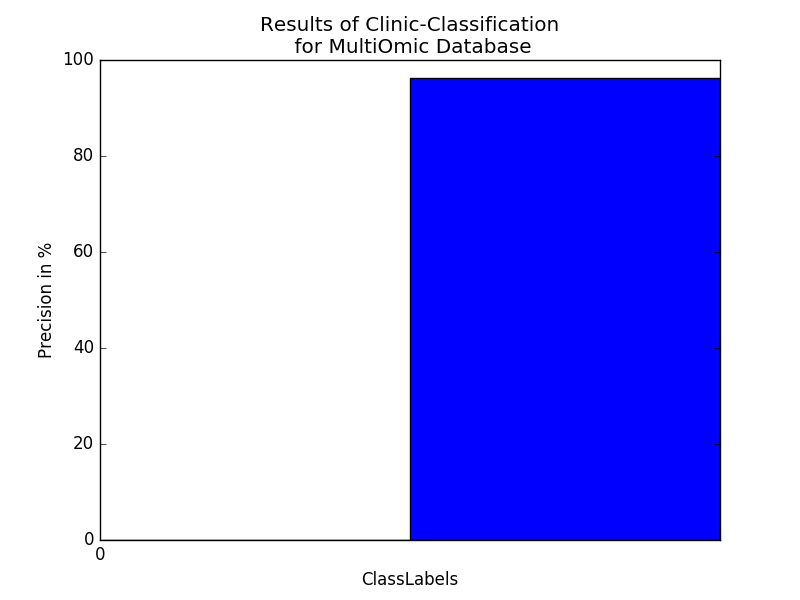 Results of Clinic-Classification
for MultiOmic Database
100
80
60
40
20
0
0
Precision in %
ClassLabels